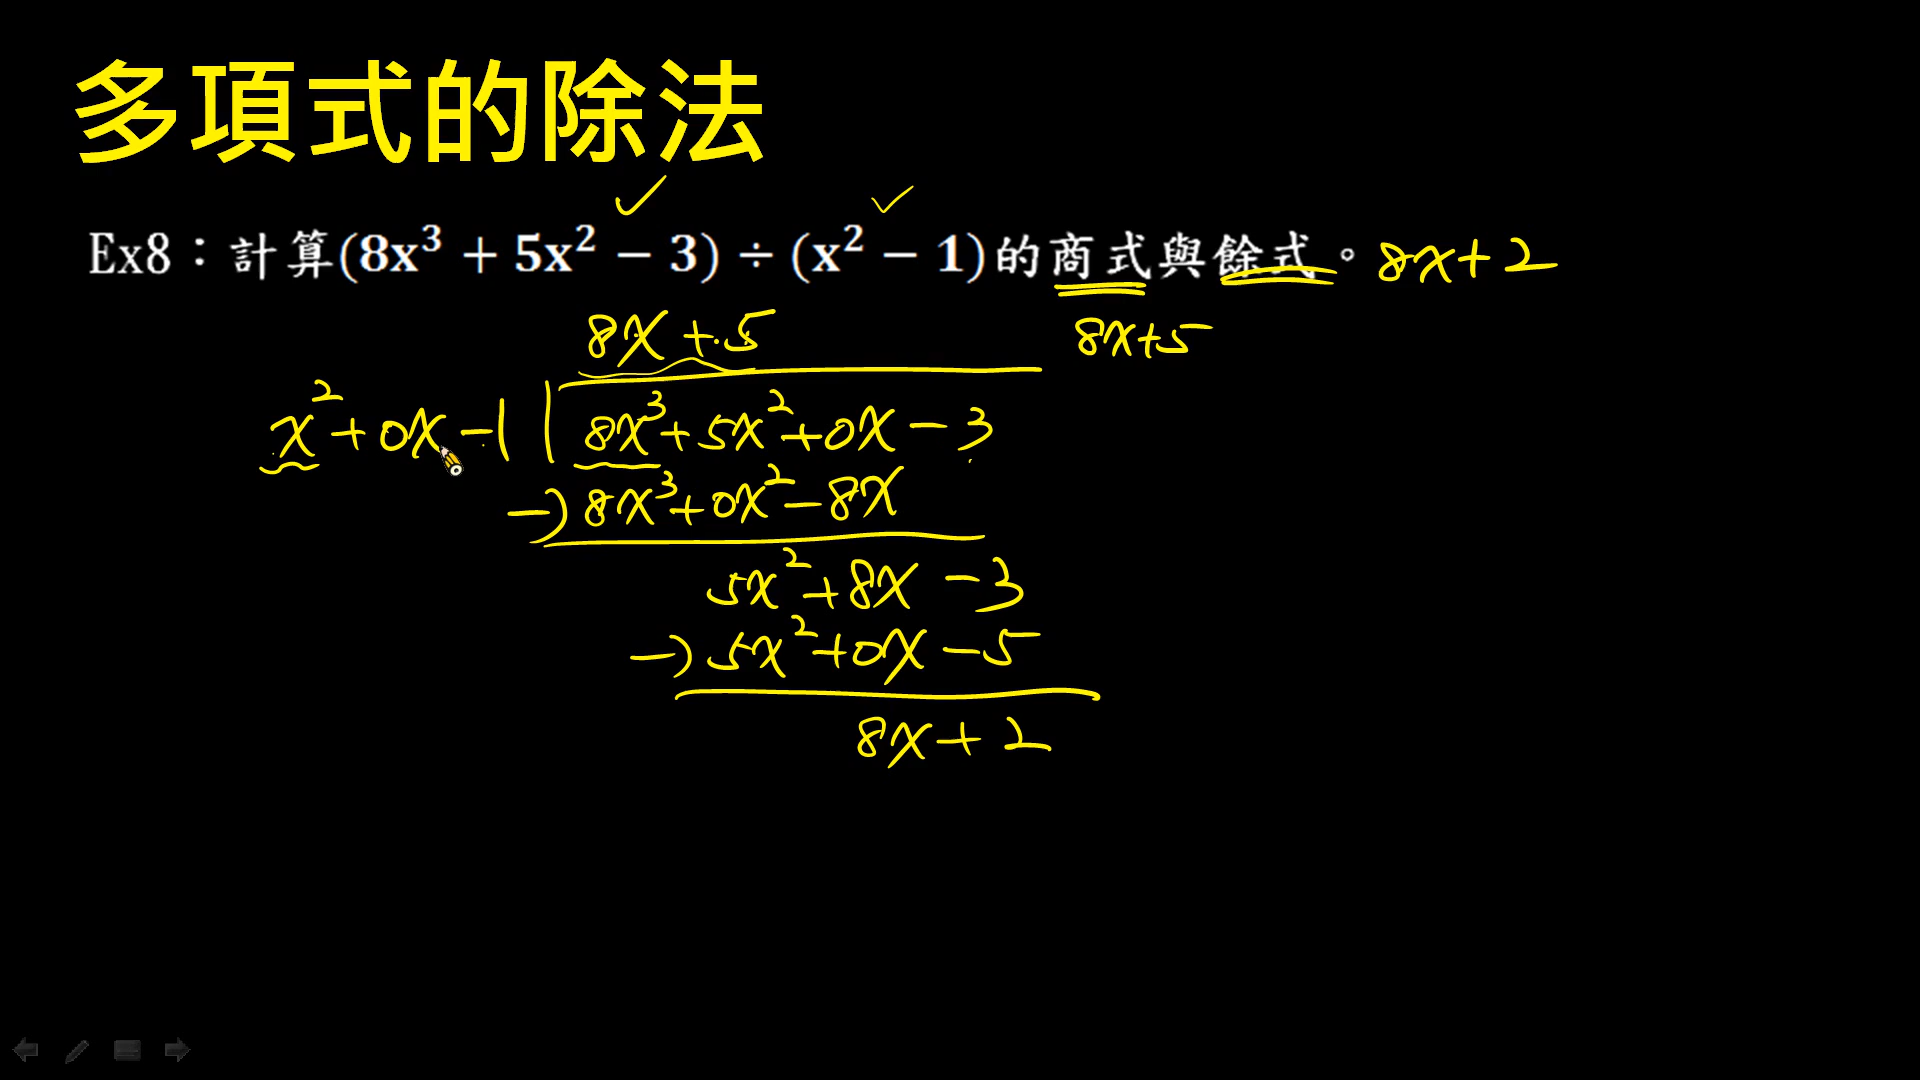 多項式的除法
Ex8：計算(8x³ + 5x² − 3) ÷ (x² − 1)的商式與餘式。 8x+2
8x+5
8x+5
x²+0x-1 8x³+5x²+0x-3
-) 8x³+0x²-8x
5x²+8x-3
-) 5x²+0x-5
8x+2